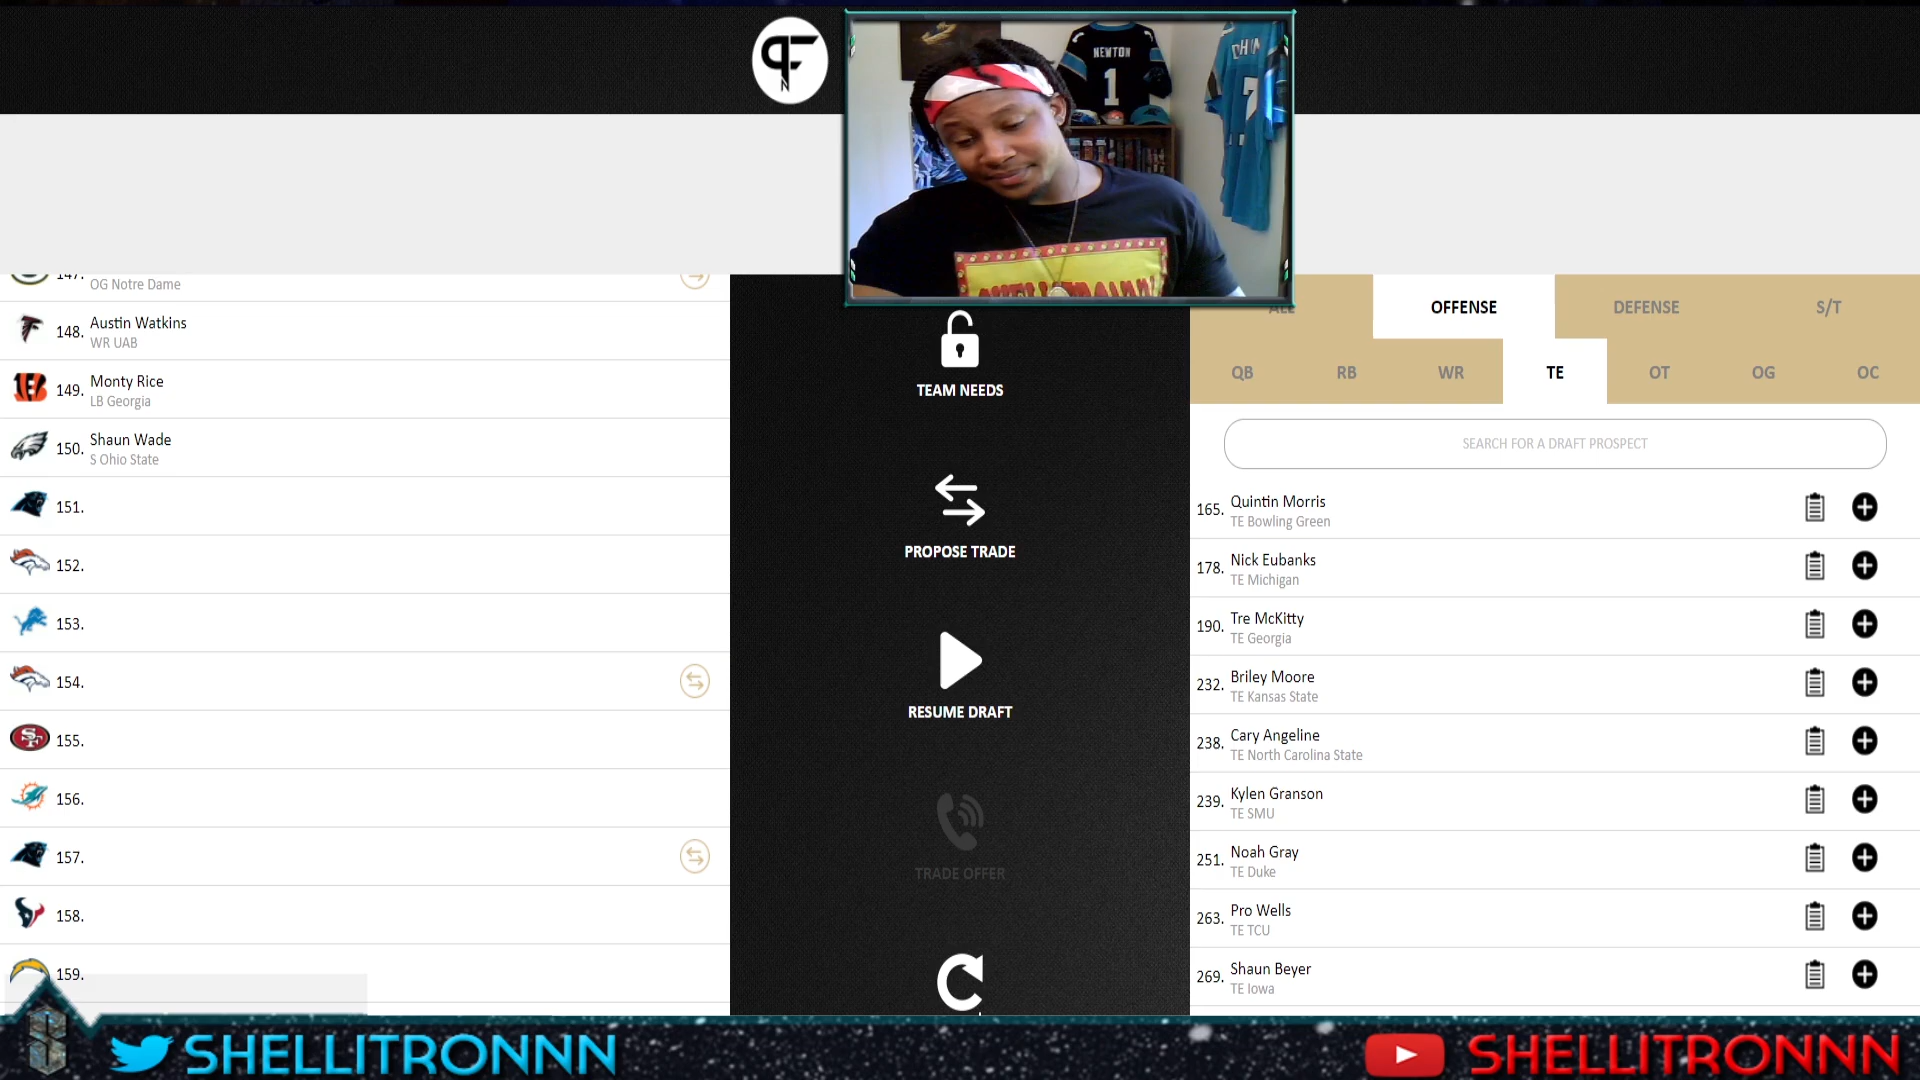 PF
N
NEWTON
1
147.
OG Notre Dame
148. Austin Watkins
WR UAB
149. Monty Rice
LB Georgia
150. Shaun Wade
S Ohio State
151.
152.
153.
154.
155.
156.
157.
158.
159.
TEAM NEEDS
PROPOSE TRADE
RESUME DRAFT
TRADE OFFER
ALL OFFENSE DEFENSE S/T
QB RB WR TE OT OG OC
SEARCH FOR A DRAFT PROSPECT
165. Quintin Morris
TE Bowling Green
178. Nick Eubanks
TE Michigan
190. Tre McKitty
TE Georgia
232. Briley Moore
TE Kansas State
238. Cary Angeline
TE North Carolina State
239. Kylen Granson
TE SMU
251. Noah Gray
TE Duke
263. Pro Wells
TE TCU
269. Shaun Beyer
TE Iowa
SHELLITRONNN
SHELLITRONNN